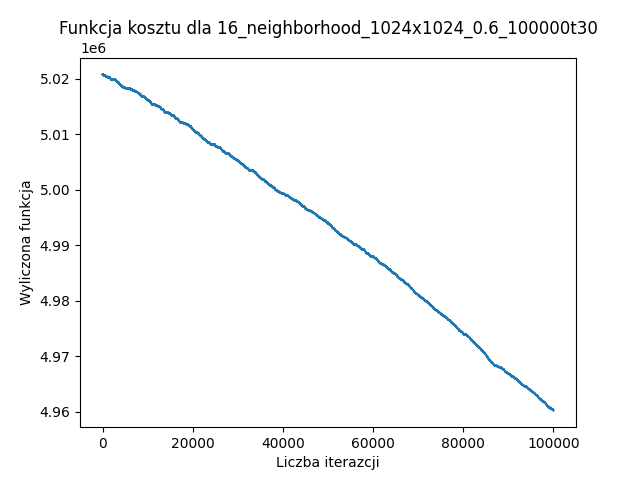 Funkcja kosztu dla 16_neighborhood_1024x1024_0.6_100000t30
1e6
5.02
5.01
5.00
4.99
4.98
4.97
4.96
Wyliczona funkcja
0 20000 40000 60000 80000 100000
Liczba iterazcji